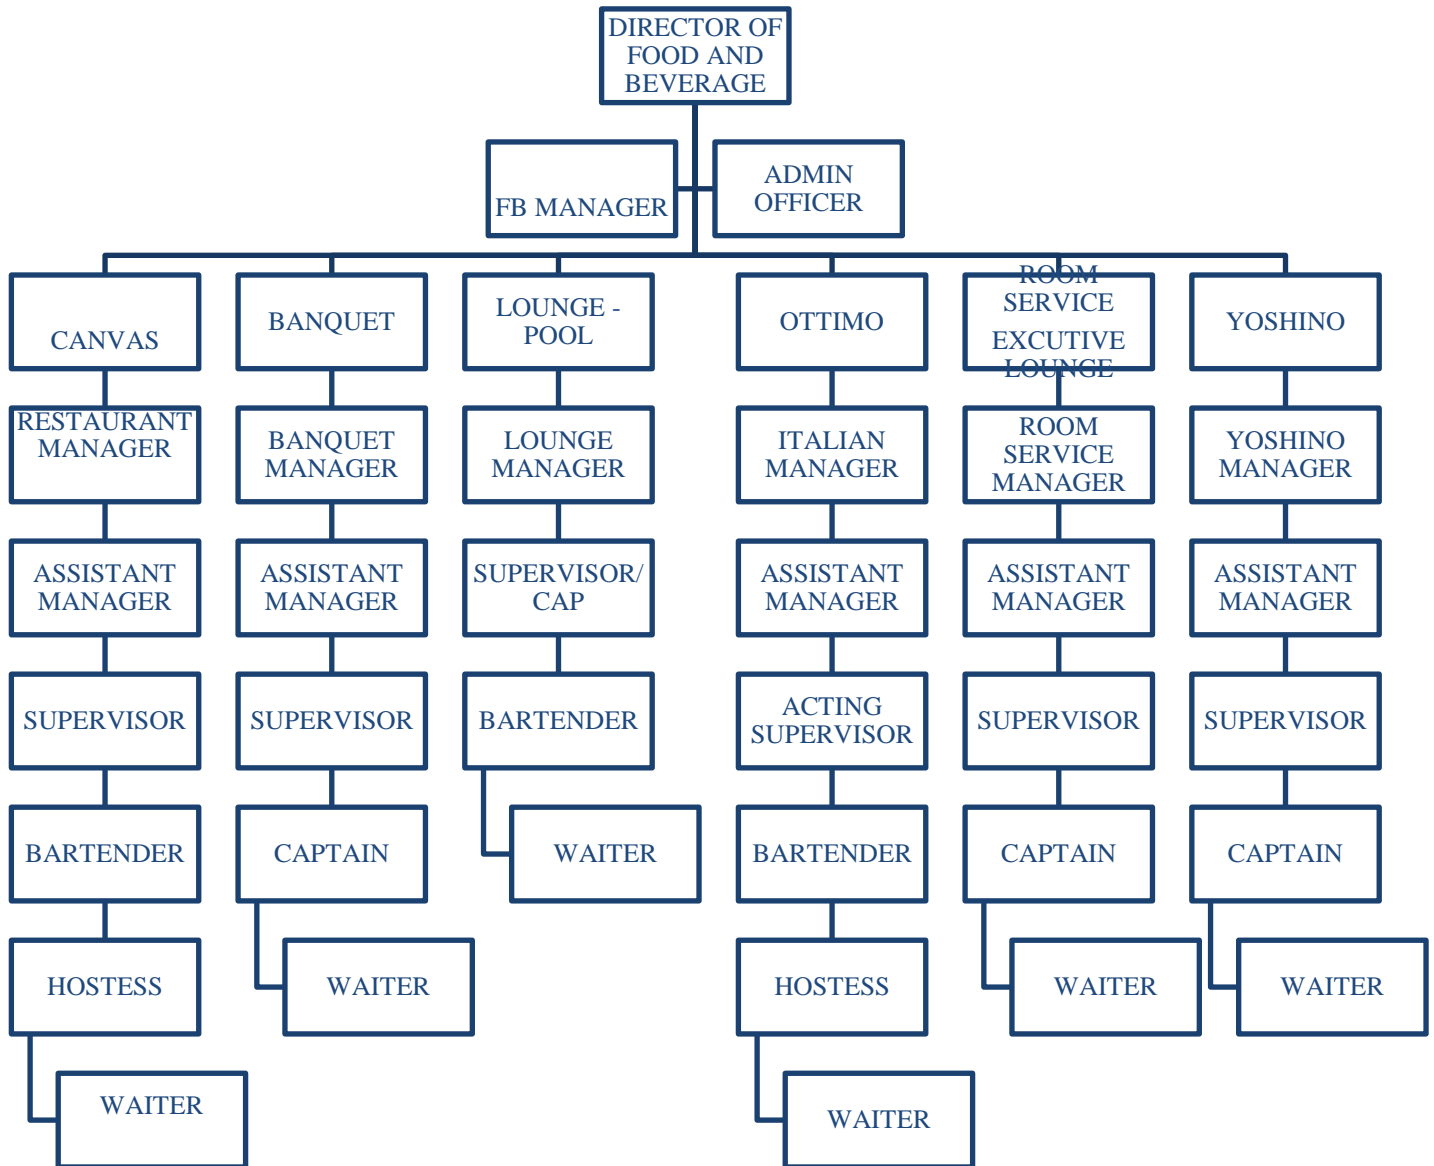 DIRECTOR OF
FOOD AND
BEVERAGE
FB MANAGER
ADMIN
OFFICER
CANVAS
BANQUET
LOUNGE -
POOL
OTTIMO
ROOM
SERVICE
EXCUTIVE
LOUNGE
YOSHINO
RESTAURANT
MANAGER
BANQUET
MANAGER
LOUNGE
MANAGER
ITALIAN
MANAGER
ROOM
SERVICE
MANAGER
YOSHINO
MANAGER
ASSISTANT
MANAGER
ASSISTANT
MANAGER
SUPERVISOR/
CAP
ASSISTANT
MANAGER
ASSISTANT
MANAGER
ASSISTANT
MANAGER
SUPERVISOR
SUPERVISOR
BARTENDER
ACTING
SUPERVISOR
SUPERVISOR
SUPERVISOR
BARTENDER
CAPTAIN
WAITER
BARTENDER
CAPTAIN
CAPTAIN
HOSTESS
WAITER
HOSTESS
WAITER
WAITER
WAITER
WAITER